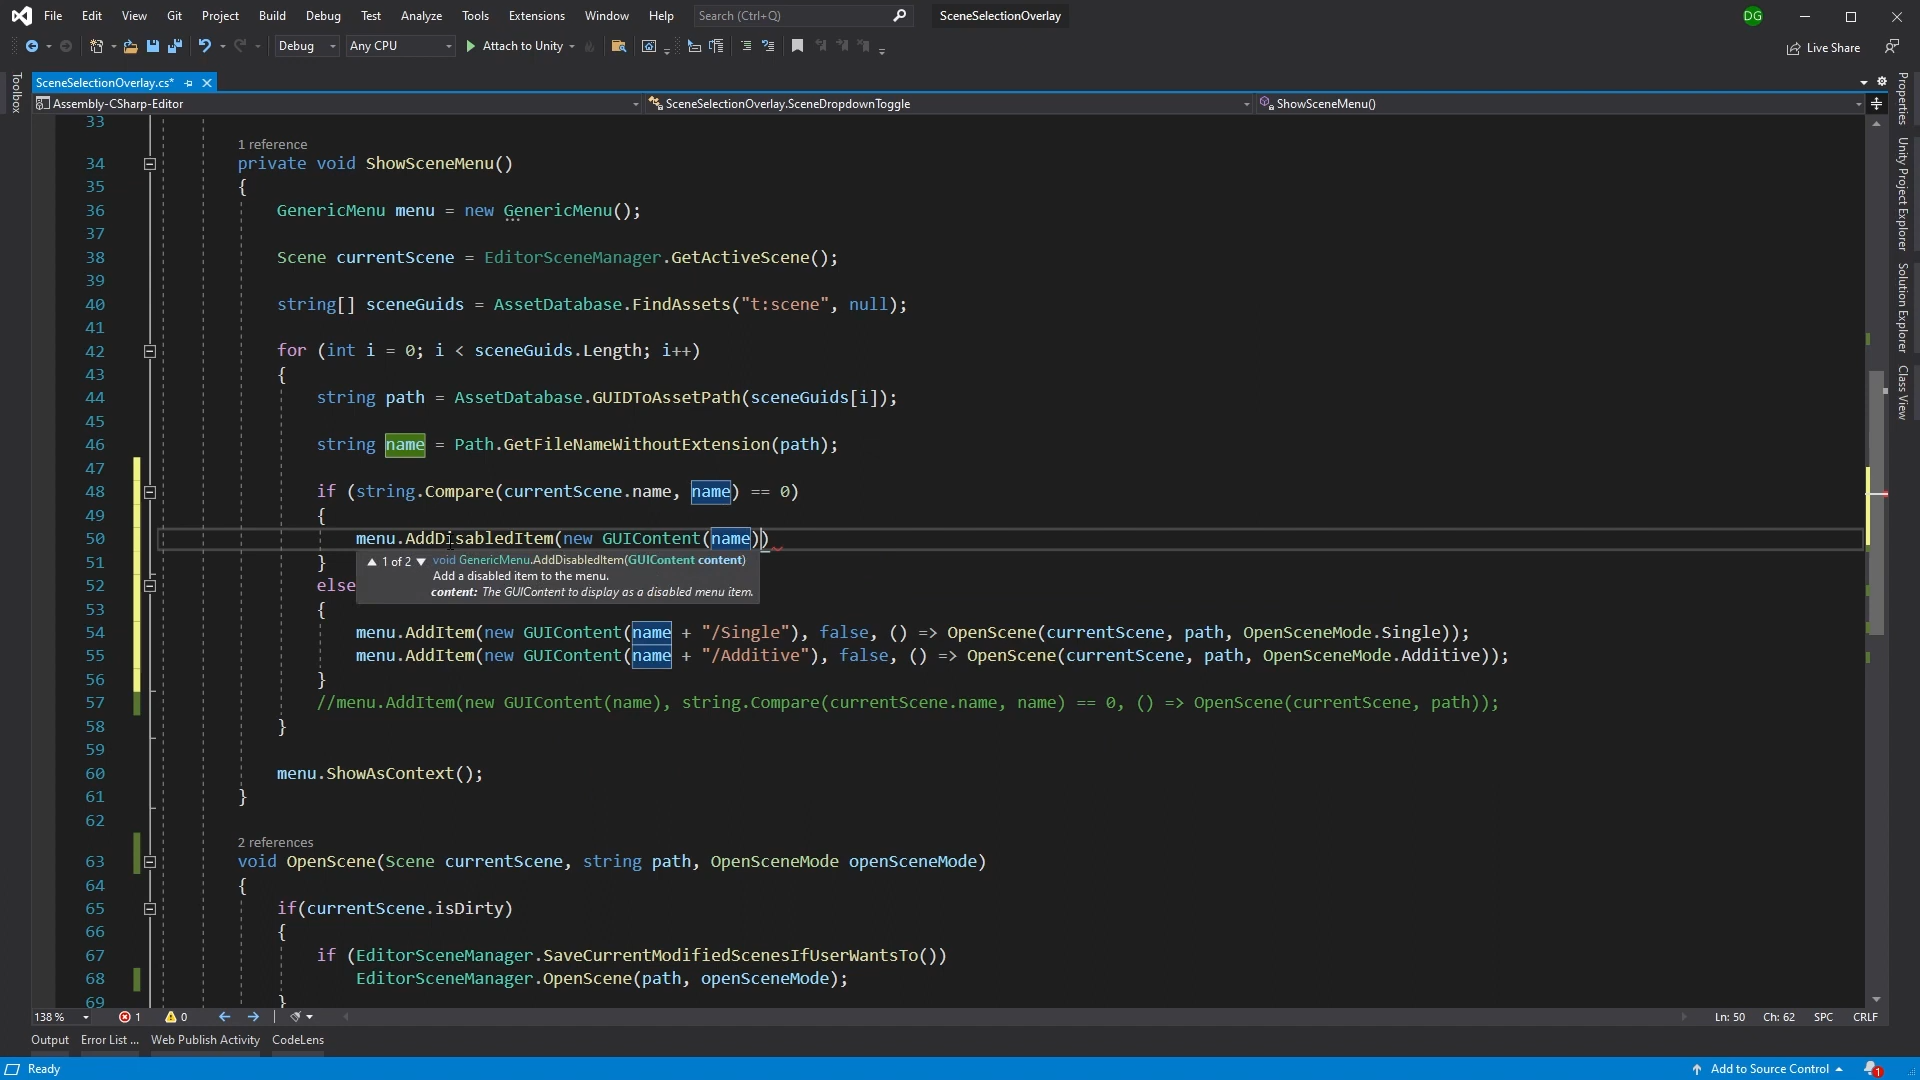 File Edit View Git Project Build Debug Test Analyze Tools Extensions Window Help Search (Ctrl+Q) SceneSelectionOverlay DG
Debug Any CPU Attach to Unity Live Share
SceneSelectionOverlay.cs*
Assembly-CSharp-Editor SceneSelectionOverlay.SceneDropdownToggle ShowSceneMenu()
Toolbox
Properties
Unity Project Explorer
Solution Explorer
Class View
33
1 reference
34 private void ShowSceneMenu()
35 {
36 GenericMenu menu = new GenericMenu();
37
38 Scene currentScene = EditorSceneManager.GetActiveScene();
39
40 string[] sceneGuids = AssetDatabase.FindAssets("t:scene", null);
41
42 for (int i = 0; i < sceneGuids.Length; i++)
43 {
44 string path = AssetDatabase.GUIDToAssetPath(sceneGuids[i]);
45
46 string name = Path.GetFileNameWithoutExtension(path);
47
48 if (string.Compare(currentScene.name, name) == 0)
49 {
50 menu.AddDisabledItem(new GUIContent(name))
51 }
1 of 2 void GenericMenu.AddDisabledItem(GUIContent content)
Add a disabled item to the menu.
content: The GUIContent to display as a disabled menu item.
52 else
53 {
54 menu.AddItem(new GUIContent(name + "/Single"), false, () => OpenScene(currentScene, path, OpenSceneMode.Single));
55 menu.AddItem(new GUIContent(name + "/Additive"), false, () => OpenScene(currentScene, path, OpenSceneMode.Additive));
56 }
57 //menu.AddItem(new GUIContent(name), string.Compare(currentScene.name, name) == 0, () => OpenScene(currentScene, path));
58 }
59
60 menu.ShowAsContext();
61 }
62
2 references
63 void OpenScene(Scene currentScene, string path, OpenSceneMode openSceneMode)
64 {
65 if(currentScene.isDirty)
66 {
67 if (EditorSceneManager.SaveCurrentModifiedScenesIfUserWantsTo())
68 EditorSceneManager.OpenScene(path, openSceneMode);
69 }
138 % 1 0 Ln: 50 Ch: 62 SPC CRLF
Output Error List ... Web Publish Activity CodeLens
Ready Add to Source Control 1